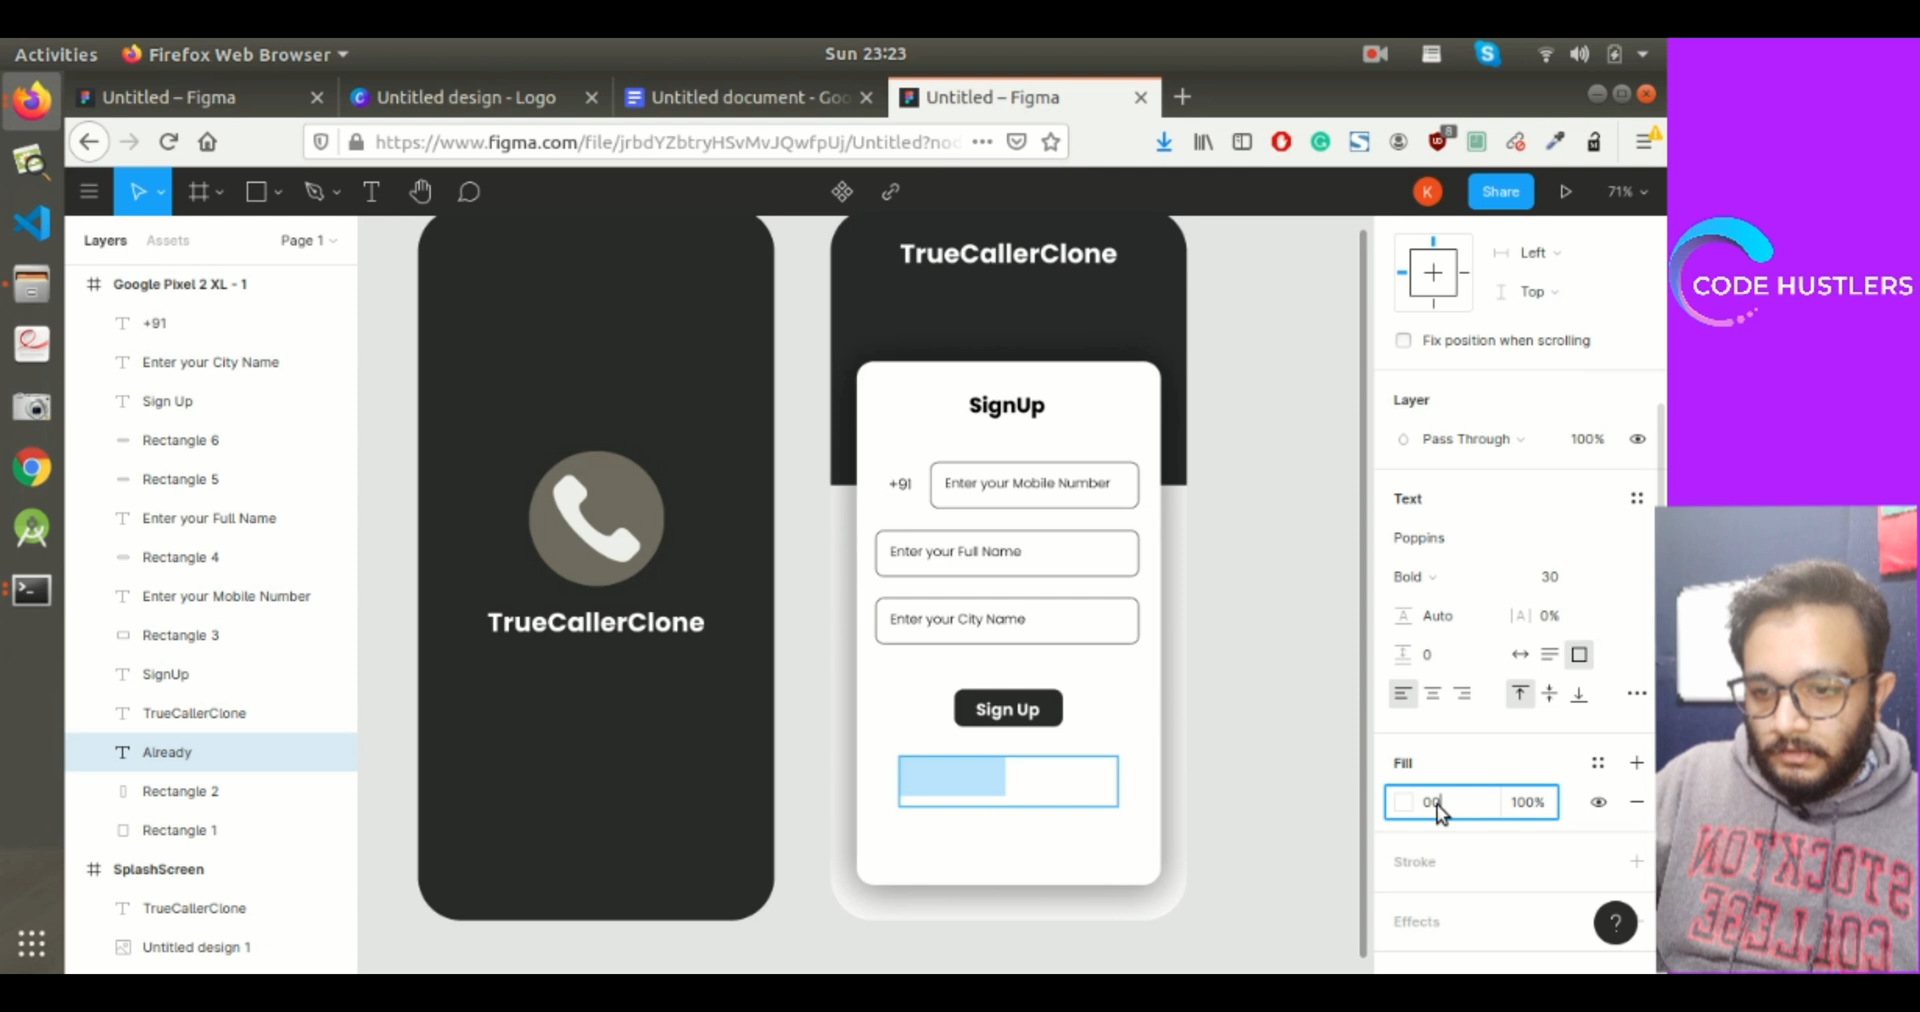 Activities
Firefox Web Browser
Sun 23:23
Untitled – Figma
Untitled design - Logo
Untitled document - Goo
Untitled – Figma
https://www.figma.com/file/jrbdYZbtryHSvMvJQwfpUj/Untitled?nod
8
K
Share
71%
Layers
Assets
Page 1
Google Pixel 2 XL - 1
+91
Enter your City Name
Sign Up
Rectangle 6
Rectangle 5
Enter your Full Name
Rectangle 4
Enter your Mobile Number
Rectangle 3
SignUp
TrueCallerClone
Already
Rectangle 2
Rectangle 1
SplashScreen
TrueCallerClone
Untitled design 1
TrueCallerClone
TrueCallerClone
SignUp
+91
Enter your Mobile Number
Enter your Full Name
Enter your City Name
Sign Up
Left
Top
Fix position when scrolling
Layer
Pass Through
100%
Text
Poppins
Bold
30
Auto
0%
0
Fill
00
100%
Stroke
Effects
?
CODE HUSTLERS
STOCKTON
COLLEGE